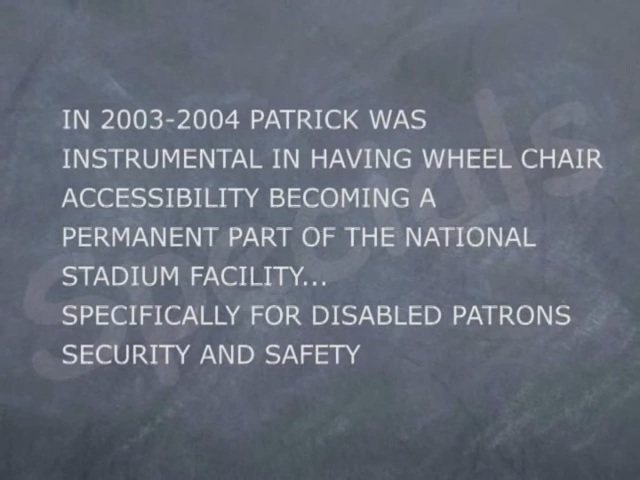 IN 2003-2004 PATRICK WAS
INSTRUMENTAL IN HAVING WHEEL CHAIR
ACCESSIBILITY BECOMING A
PERMANENT PART OF THE NATIONAL
STADIUM FACILITY...
SPECIFICALLY FOR DISABLED PATRONS
SECURITY AND SAFETY
Specials